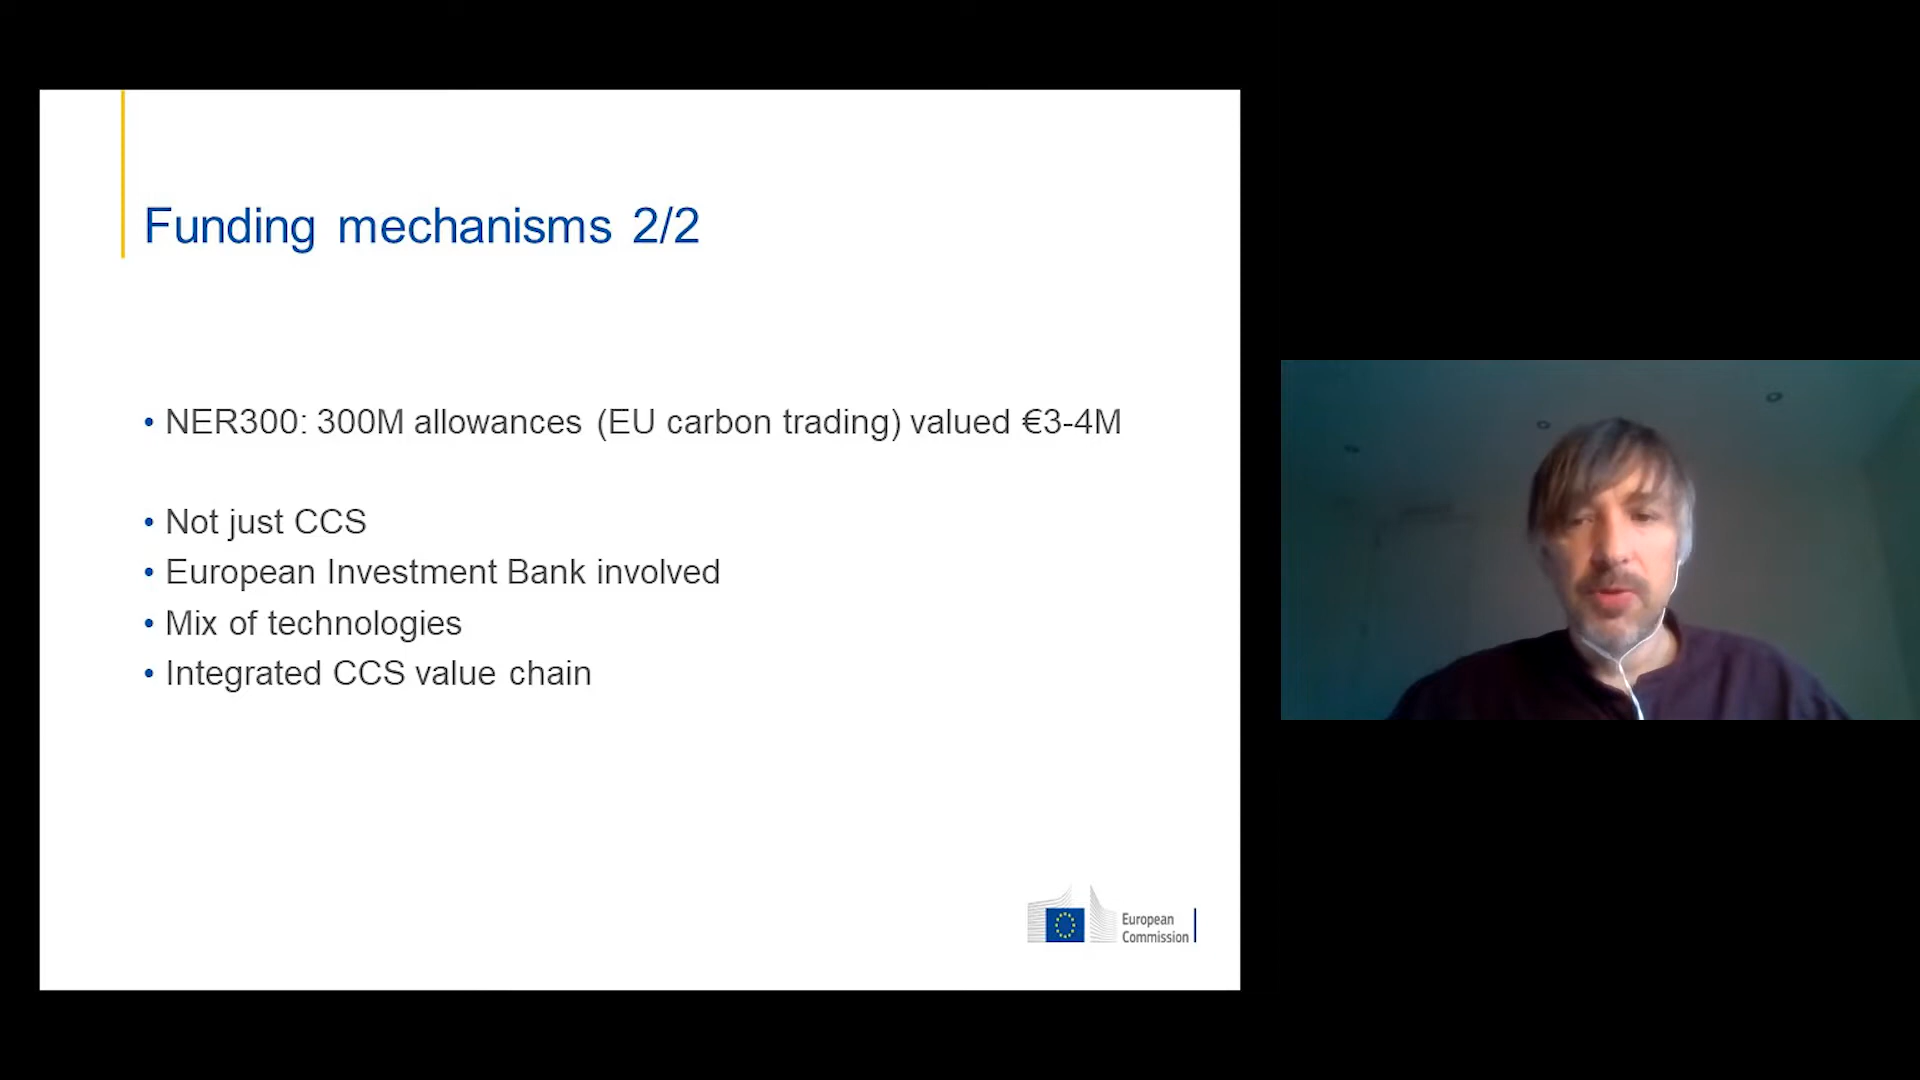 Funding mechanisms 2/2
• NER300: 300M allowances (EU carbon trading) valued €3-4M
• Not just CCS
• European Investment Bank involved
• Mix of technologies
• Integrated CCS value chain
European
Commission